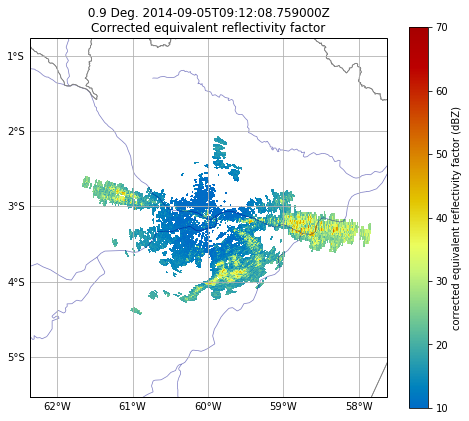 0.9 Deg. 2014-09-05T09:12:08.759000Z
Corrected equivalent reflectivity factor
1°S
2°S
3°S
4°S
5°S
62°W
61°W
60°W
59°W
58°W
70
60
50
40
30
20
10
corrected equivalent reflectivity factor (dBZ)